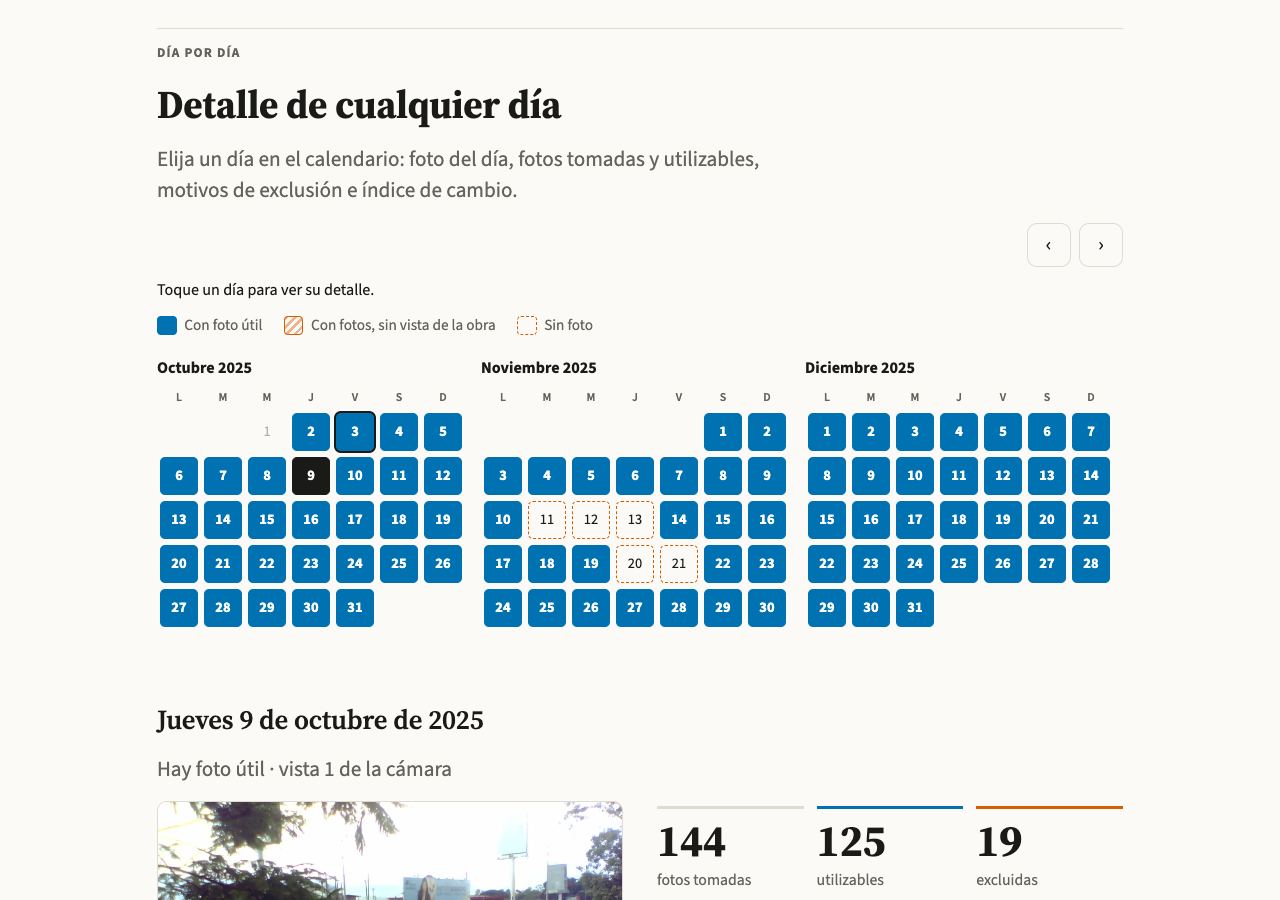 DÍA POR DÍA
Detalle de cualquier día
Elija un día en el calendario: foto del día, fotos tomadas y utilizables,
motivos de exclusión e índice de cambio.
‹ ›
Toque un día para ver su detalle.
Con foto útil Con fotos, sin vista de la obra Sin foto
Octubre 2025
L M M J V S D
1 2 3 4 5
6 7 8 9 10 11 12
13 14 15 16 17 18 19
20 21 22 23 24 25 26
27 28 29 30 31
Noviembre 2025
L M M J V S D
1 2
3 4 5 6 7 8 9
10 11 12 13 14 15 16
17 18 19 20 21 22 23
24 25 26 27 28 29 30
Diciembre 2025
L M M J V S D
1 2 3 4 5 6 7
8 9 10 11 12 13 14
15 16 17 18 19 20 21
22 23 24 25 26 27 28
29 30 31
Jueves 9 de octubre de 2025
Hay foto útil · vista 1 de la cámara
144 125 19
fotos tomadas utilizables excluidas